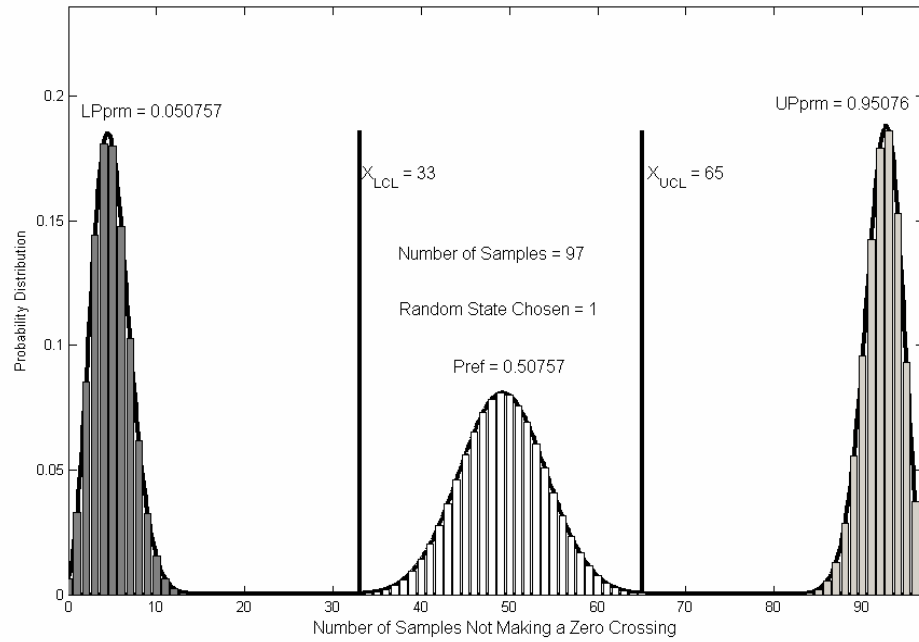 0.2
0.15
0.1
0.05
0
Probability Distribution
LPprm = 0.050757
UPprm = 0.95076
X_LCL = 33
X_UCL = 65
Number of Samples = 97
Random State Chosen = 1
Pref = 0.50757
0 10 20 30 40 50 60 70 80 90
Number of Samples Not Making a Zero Crossing